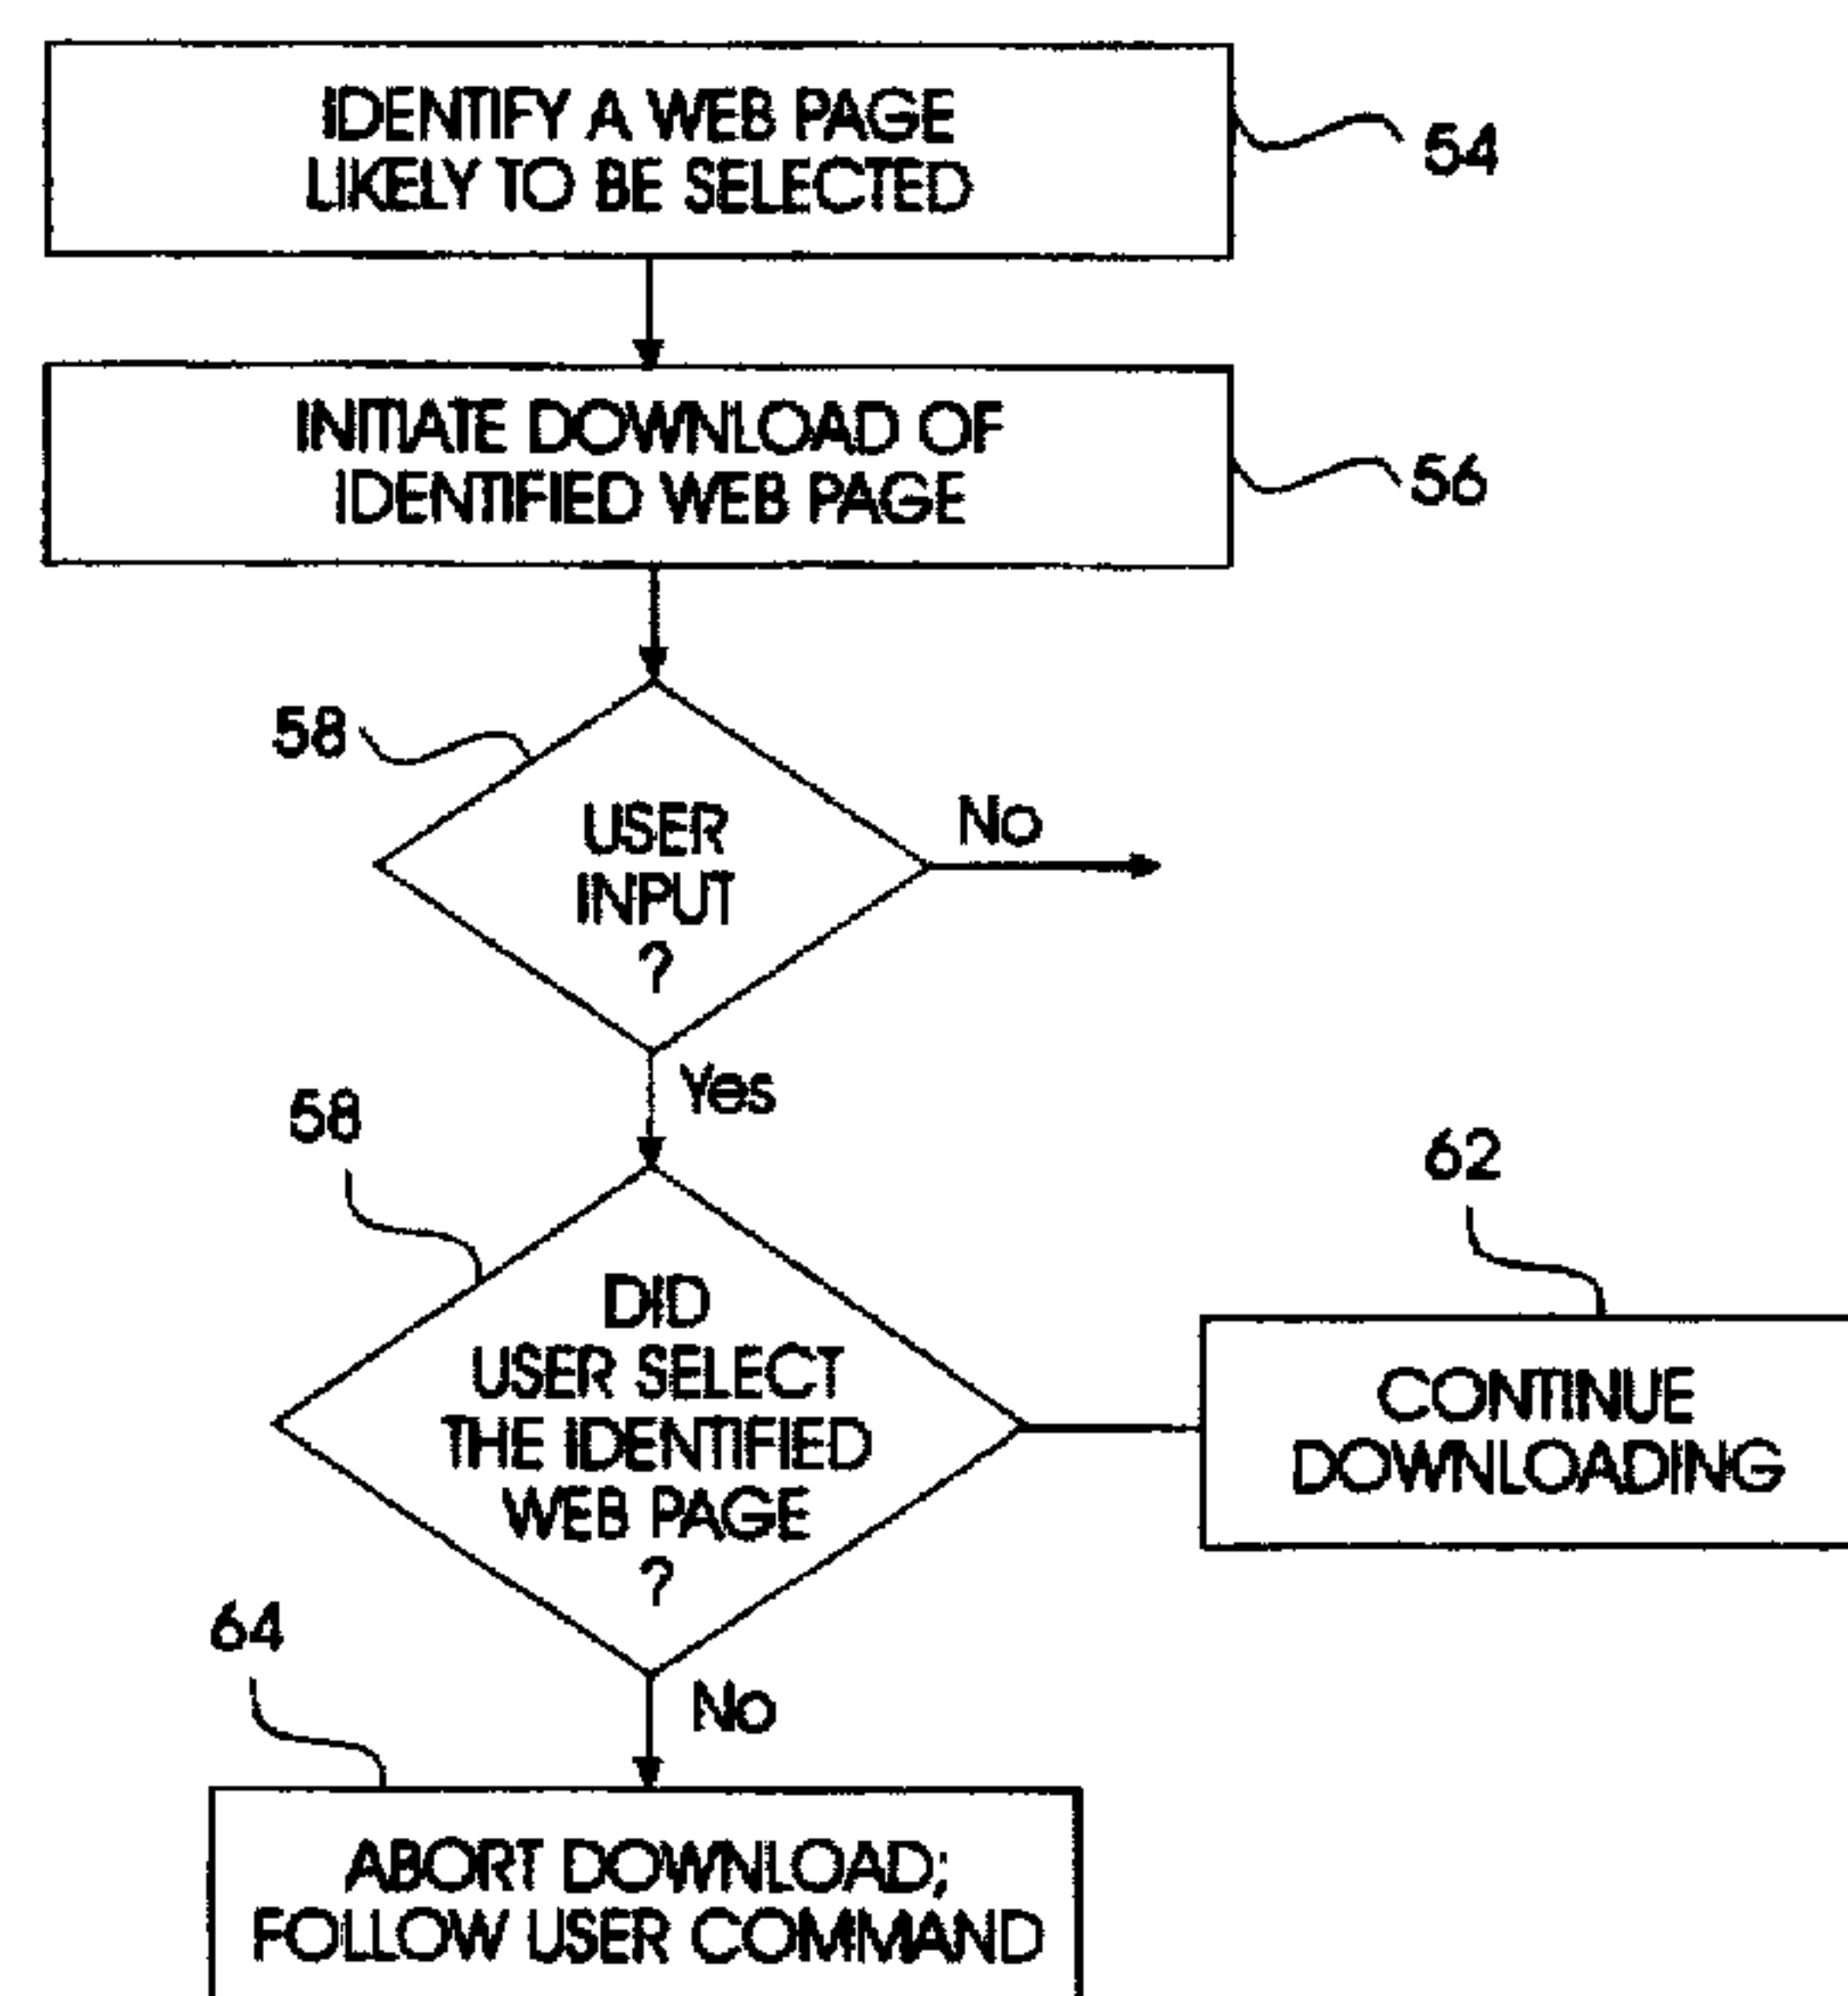 IDENTIFY A WEB PAGE
LIKELY TO BE SELECTED
54
INITIATE DOWNLOAD OF
IDENTIFIED WEB PAGE
56
58
USER
INPUT
?
No
Yes
58
DID
USER SELECT
THE IDENTIFIED
WEB PAGE
?
62
CONTINUE
DOWNLOADING
64
No
ABORT DOWNLOAD;
FOLLOW USER COMMAND